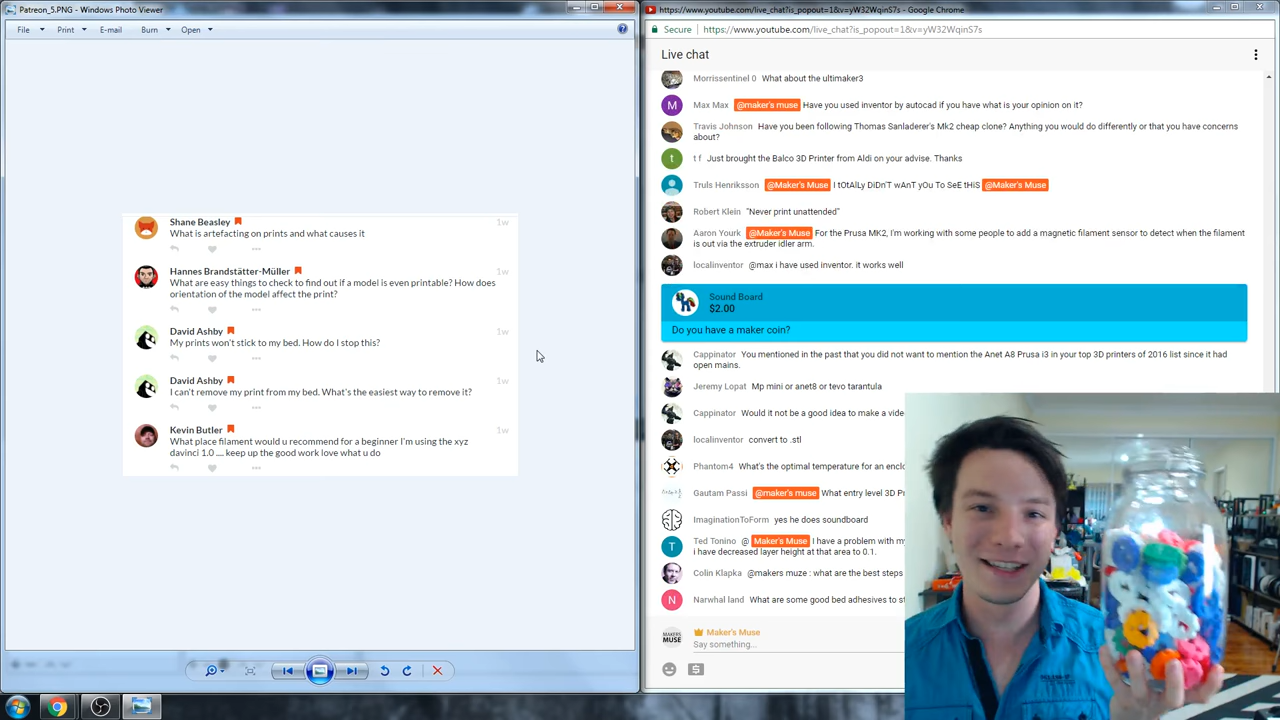 Patreon_5.PNG - Windows Photo Viewer
File
Print
E-mail
Burn
Open
Shane Beasley
1w
What is artefacting on prints and what causes it
Hannes Brandstätter-Müller
1w
What are easy things to check to find out if a model is even printable? How does
orientation of the model affect the print?
David Ashby
1w
My prints won't stick to my bed. How do I stop this?
David Ashby
1w
I can't remove my print from my bed. What's the easiest way to remove it?
Kevin Butler
1w
What place filament would u recommend for a beginner I'm using the xyz
davinci 1.0 .... keep up the good work love what u do
https://www.youtube.com/live_chat?is_popout=1&v=yW32WqinS7s - Google Chrome
Secure
https://www.youtube.com/live_chat?is_popout=1&v=yW32WqinS7s
Live chat
Morrissentinel 0 What about the ultimaker3
M
Max Max @maker's muse Have you used inventor by autocad if you have what is your opinion on it?
Travis Johnson Have you been following Thomas Sanladerer's Mk2 cheap clone? Anything you would do differently or that you have concerns
about?
t
t f Just brought the Balco 3D Printer from Aldi on your advise. Thanks
Truls Henriksson @Maker's Muse I tOtAlLy DiDn'T wAnT yOu To SeE tHiS @Maker's Muse
Robert Klein "Never print unattended"
Aaron Yourk @Maker's Muse For the Prusa MK2, I'm working with some people to add a magnetic filament sensor to detect when the filament
is out via the extruder idler arm.
localinventor @max i have used inventor. it works well
Sound Board
$2.00
Do you have a maker coin?
Cappinator You mentioned in the past that you did not want to mention the Anet A8 Prusa i3 in your top 3D printers of 2016 list since it had
open mains.
Jeremy Lopat Mp mini or anet8 or tevo tarantula
Cappinator Would it not be a good idea to make a vide
localinventor convert to .stl
Phantom4 What's the optimal temperature for an enclo
Gautam Passi @maker's muse What entry level 3D Pr
ImaginationToForm yes he does soundboard
T
Ted Tonino @ Maker's Muse I have a problem with my
i have decreased layer height at that area to 0.1.
Colin Klapka @makers muze : what are the best steps
N
Narwhal land What are some good bed adhesives to st
MAKER'S
MUSE
Maker's Muse
Say something...